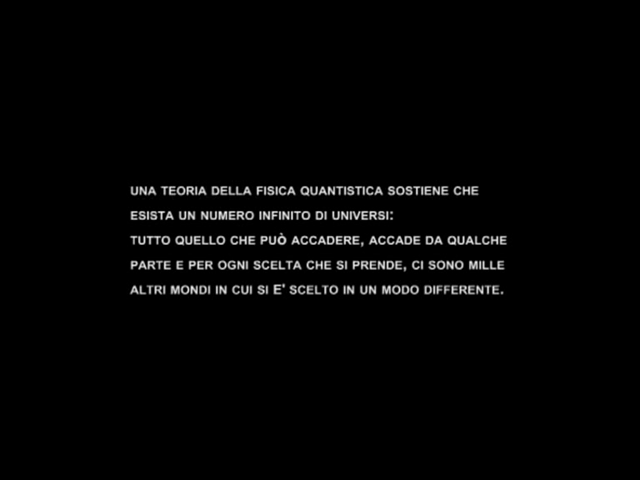 UNA TEORIA DELLA FISICA QUANTISTICA SOSTIENE CHE
ESISTA UN NUMERO INFINITO DI UNIVERSI:
TUTTO QUELLO CHE PUÒ ACCADERE, ACCADE DA QUALCHE
PARTE E PER OGNI SCELTA CHE SI PRENDE, CI SONO MILLE
ALTRI MONDI IN CUI SI E' SCELTO IN UN MODO DIFFERENTE.